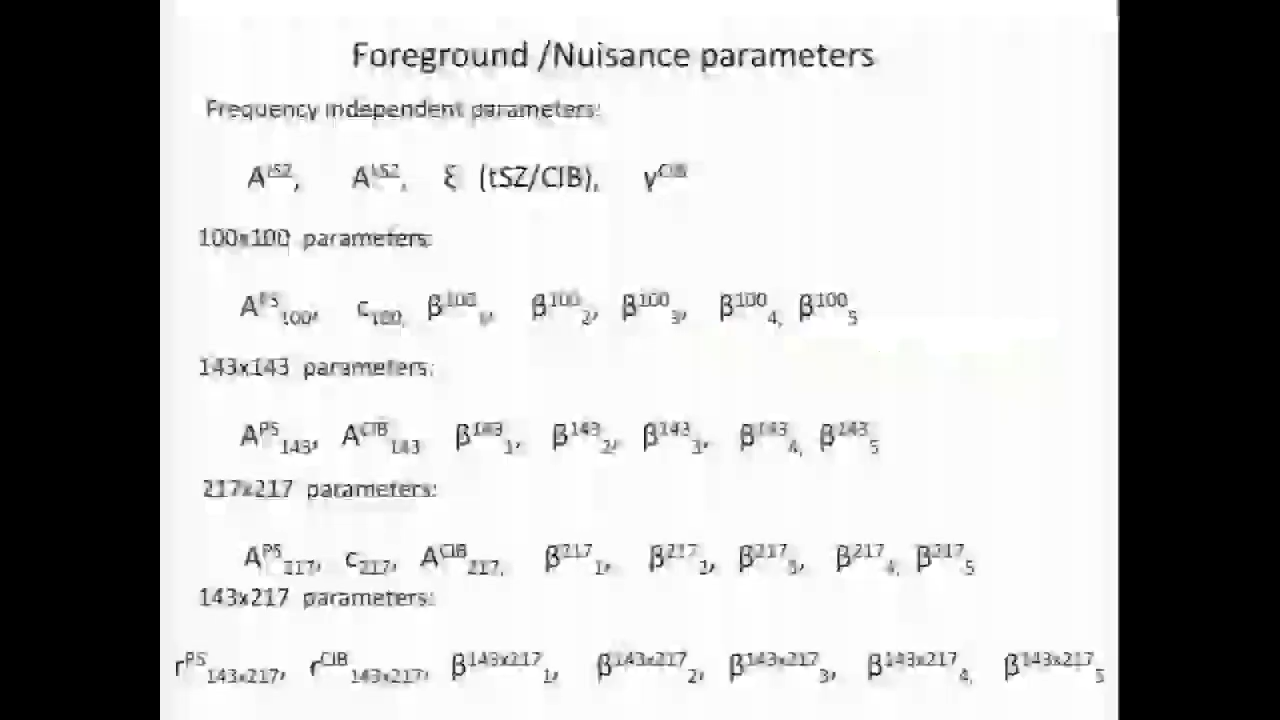 Foreground /Nuisance parameters
Frequency independent parameters:
A^tSZ, A^kSZ, ξ (tSZ/CIB), γ^CIB
100x100 parameters:
A^PS_100, c_100, β^100_1, β^100_2, β^100_3, β^100_4, β^100_5
143x143 parameters:
A^PS_143, A^CIB_143 β^143_1, β^143_2, β^143_3, β^143_4, β^143_5
217x217 parameters:
A^PS_217, c_217, A^CIB_217, β^217_1, β^217_2, β^217_3, β^217_4, β^217_5
143x217 parameters:
r^PS_143x217, r^CIB_143x217, β^143x217_1, β^143x217_2, β^143x217_3, β^143x217_4, β^143x217_5